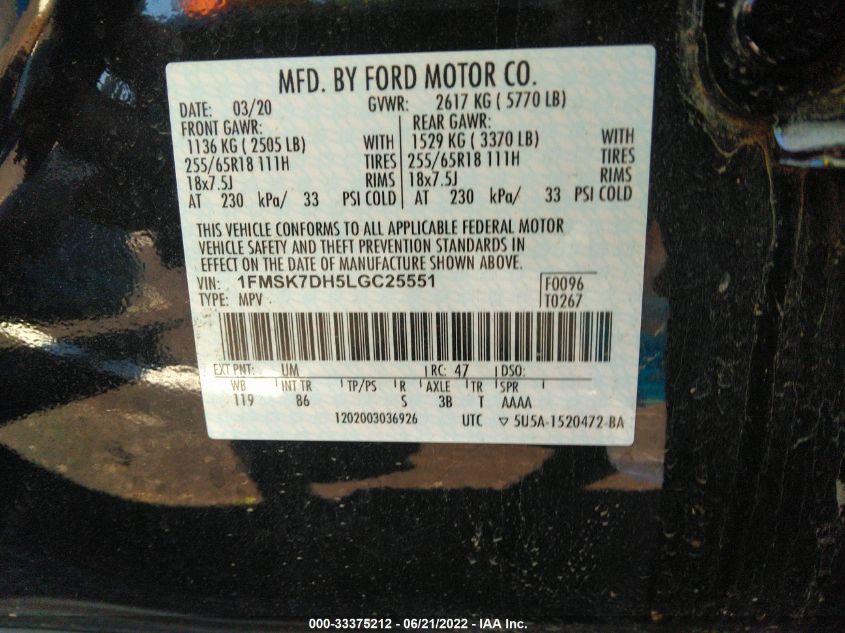 MFD. BY FORD MOTOR CO.
DATE: 03/20 GVWR: 2617 KG ( 5770 LB)
FRONT GAWR: REAR GAWR:
1136 KG ( 2505 LB) WITH 1529 KG ( 3370 LB) WITH
255/65R18 111H TIRES 255/65R18 111H TIRES
18x7.5J RIMS 18x7.5J RIMS
AT 230 kPa/ 33 PSI COLD AT 230 kPa/ 33 PSI COLD
THIS VEHICLE CONFORMS TO ALL APPLICABLE FEDERAL MOTOR
VEHICLE SAFETY AND THEFT PREVENTION STANDARDS IN
EFFECT ON THE DATE OF MANUFACTURE SHOWN ABOVE.
VIN: 1FMSK7DH5LGC25551 F0096
TYPE: MPV T0267
EXT PNT: UM RC: 47 DSO:
WB INT TR TP/PS R AXLE TR SPR
119 86 S 3B T AAAA
1202003036926 UTC ▽ 5U5A-1520472-BA
000-33375212 - 06/21/2022 - IAA Inc.